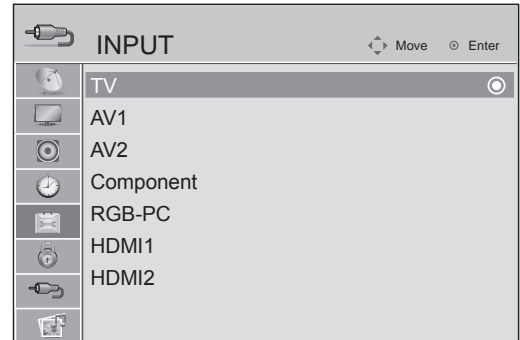 INPUT
Move Enter
TV
AV1
AV2
Component
RGB-PC
HDMI1
HDMI2